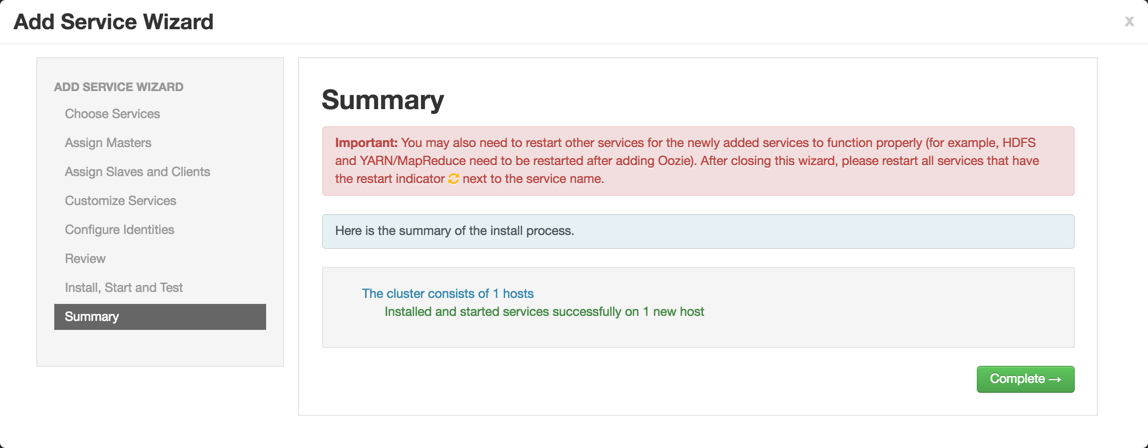 Add Service Wizard
x
ADD SERVICE WIZARD
Choose Services
Assign Masters
Assign Slaves and Clients
Customize Services
Configure Identities
Review
Install, Start and Test
Summary
Summary
Important: You may also need to restart other services for the newly added services to function properly (for example, HDFS
and YARN/MapReduce need to be restarted after adding Oozie). After closing this wizard, please restart all services that have
the restart indicator next to the service name.
Here is the summary of the install process.
The cluster consists of 1 hosts
Installed and started services successfully on 1 new host
Complete →